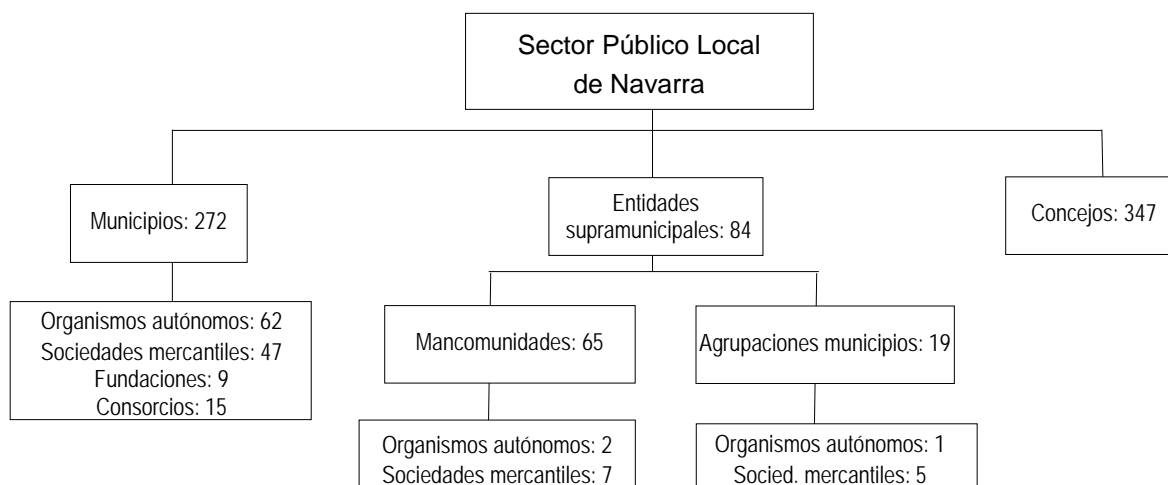 Sector Público Local
de Navarra
Municipios: 272
Entidades
supramunicipales: 84
Concejos: 347
Organismos autónomos: 62
Sociedades mercantiles: 47
Fundaciones: 9
Consorcios: 15
Mancomunidades: 65
Agrupaciones municipios: 19
Organismos autónomos: 2
Sociedades mercantiles: 7
Organismos autónomos: 1
Socied. mercantiles: 5